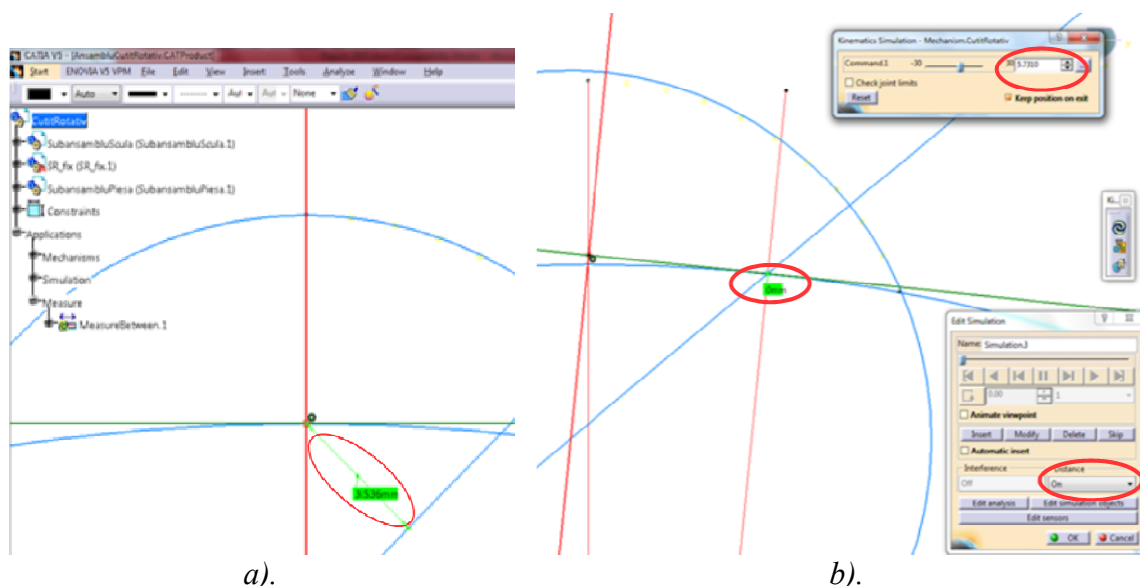 CATIA V5 - [AnsambluCutitRotativ.CATProduct]
Start ENOVIA V5 VPM File Edit View Insert Tools Analyze Window Help
Auto Aut Aut None
CutitRotativ
SubansambluScula (SubansambluScula.1)
SR_fix (SR_fix.1)
SubansambluPiesa (SubansambluPiesa.1)
Constraints
Applications
Mechanisms
Simulation
Measure
MeasureBetween.1
3.536mm
a).
Kinematics Simulation - Mechanism.CutitRotativ
Command.1 -30 30 5.7310
Check joint limits
Reset Keep position on exit
0mm
Edit Simulation
Name: Simulation.3
0.00 1
Animate viewpoint
Insert Modify Delete Skip
Automatic insert
Interference Distance
Off On
Edit analysis Edit simulation objects
Edit sensors
OK Cancel
b).